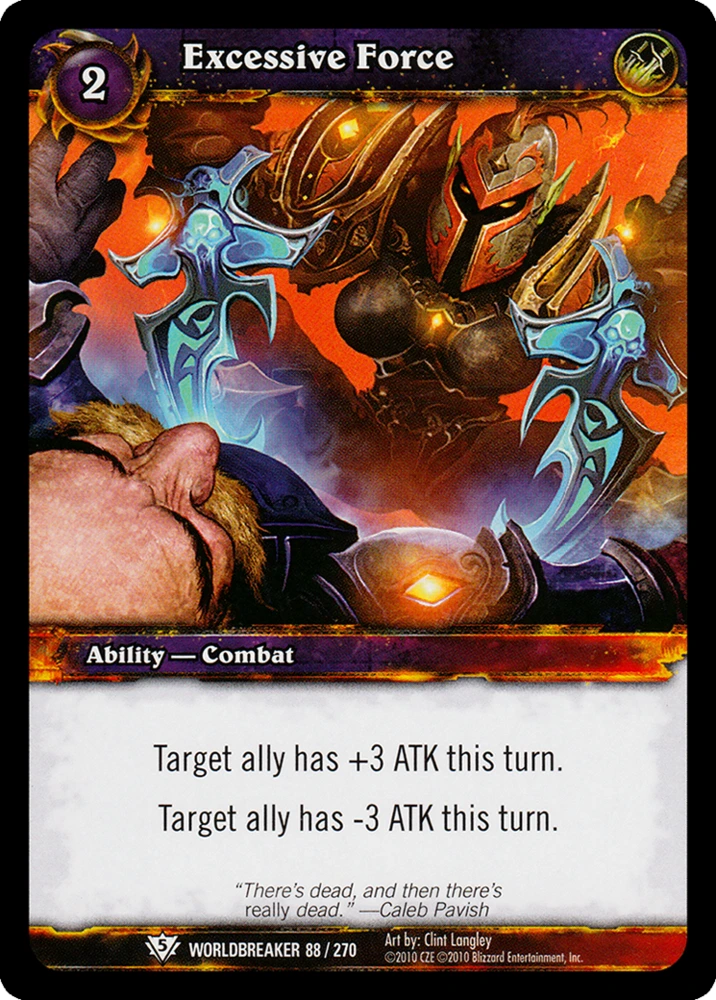 2
Excessive Force
Ability — Combat
Target ally has +3 ATK this turn.
Target ally has -3 ATK this turn.
"There's dead, and then there's
really dead." —Caleb Pavish
5
WORLDBREAKER 88 / 270
Art by: Clint Langley
©2010 CZE ©2010 Blizzard Entertainment, Inc.